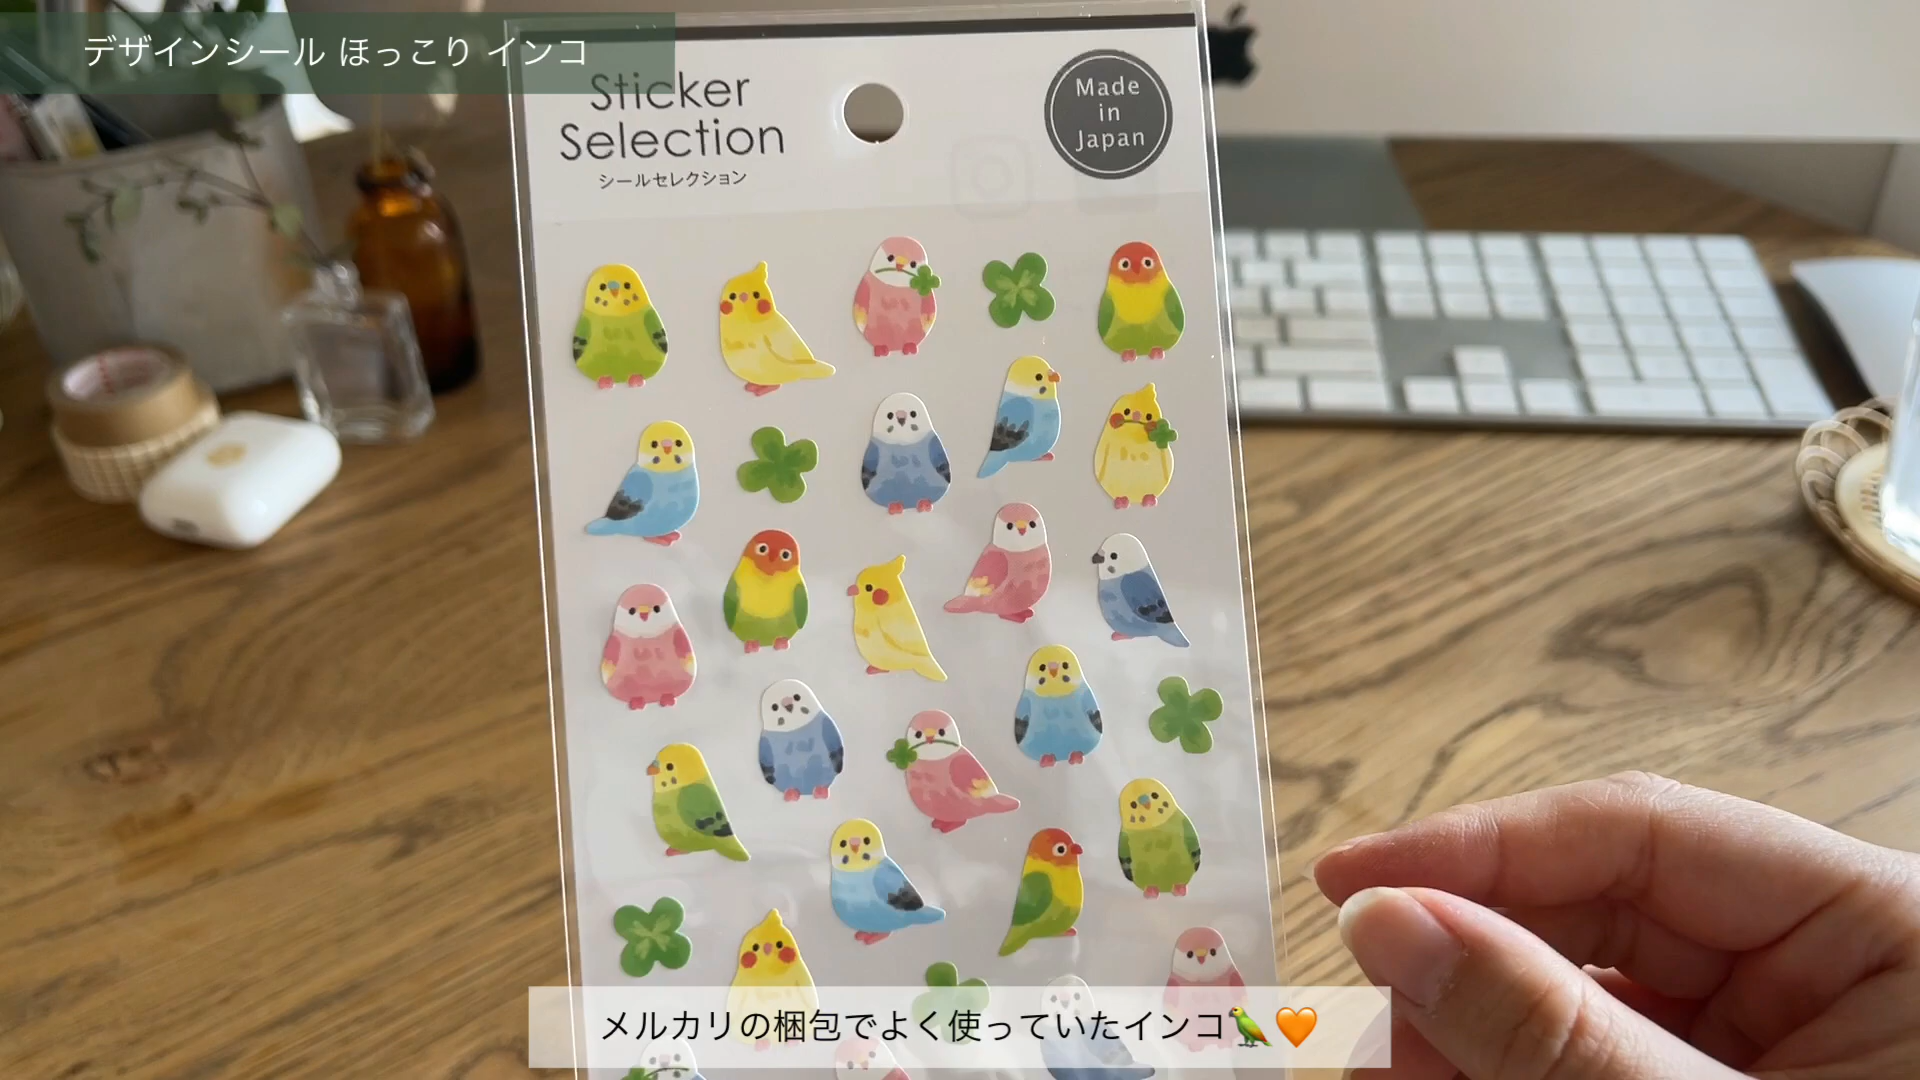 デザインシール ほっこり インコ
Sticker
Selection
シールセレクション
Made
in
Japan
メルカリの梱包でよく使っていたインコ🦜🧡